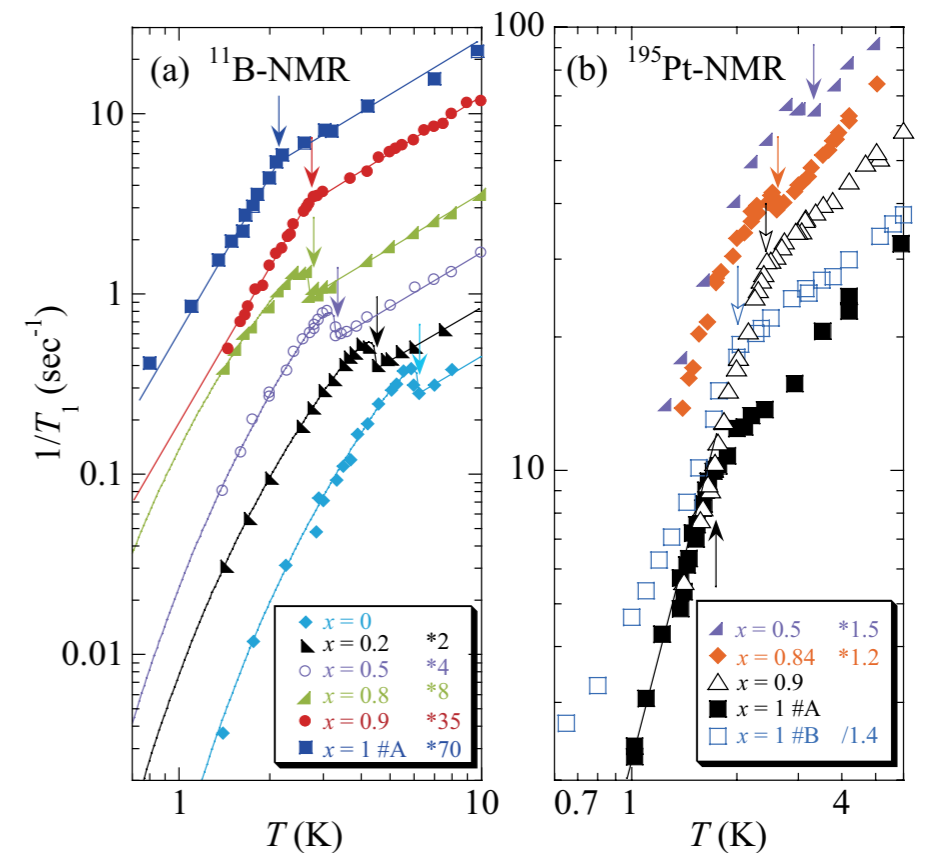 (a) ¹¹B-NMR
10
1
0.1
0.01
1/T₁ (sec⁻¹)
x = 0
x = 0.2 *2
x = 0.5 *4
x = 0.8 *8
x = 0.9 *35
x = 1 #A *70
1 10
T (K)
100
(b) ¹⁹⁵Pt-NMR
10
x = 0.5 *1.5
x = 0.84 *1.2
x = 0.9
x = 1 #A
x = 1 #B /1.4
0.7 1 4
T (K)